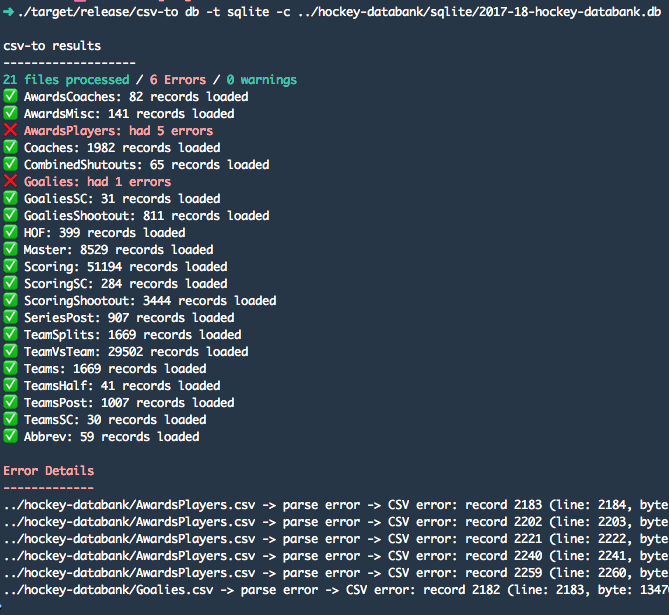 ➜ ./target/release/csv-to db -t sqlite -c ../hockey-databank/sqlite/2017-18-hockey-databank.db
csv-to results
-------------------
21 files processed / 6 Errors / 0 warnings
✅ AwardsCoaches: 82 records loaded
✅ AwardsMisc: 141 records loaded
❌ AwardsPlayers: had 5 errors
✅ Coaches: 1982 records loaded
✅ CombinedShutouts: 65 records loaded
❌ Goalies: had 1 errors
✅ GoaliesSC: 31 records loaded
✅ GoaliesShootout: 811 records loaded
✅ HOF: 399 records loaded
✅ Master: 8529 records loaded
✅ Scoring: 51194 records loaded
✅ ScoringSC: 284 records loaded
✅ ScoringShootout: 3444 records loaded
✅ SeriesPost: 907 records loaded
✅ TeamSplits: 1669 records loaded
✅ TeamVsTeam: 29502 records loaded
✅ Teams: 1669 records loaded
✅ TeamsHalf: 41 records loaded
✅ TeamsPost: 1007 records loaded
✅ TeamsSC: 30 records loaded
✅ Abbrev: 59 records loaded
Error Details
-------------
../hockey-databank/AwardsPlayers.csv -> parse error -> CSV error: record 2183 (line: 2184, byte
../hockey-databank/AwardsPlayers.csv -> parse error -> CSV error: record 2202 (line: 2203, byte
../hockey-databank/AwardsPlayers.csv -> parse error -> CSV error: record 2221 (line: 2222, byte
../hockey-databank/AwardsPlayers.csv -> parse error -> CSV error: record 2240 (line: 2241, byte
../hockey-databank/AwardsPlayers.csv -> parse error -> CSV error: record 2259 (line: 2260, byte
../hockey-databank/Goalies.csv -> parse error -> CSV error: record 2182 (line: 2183, byte: 1347